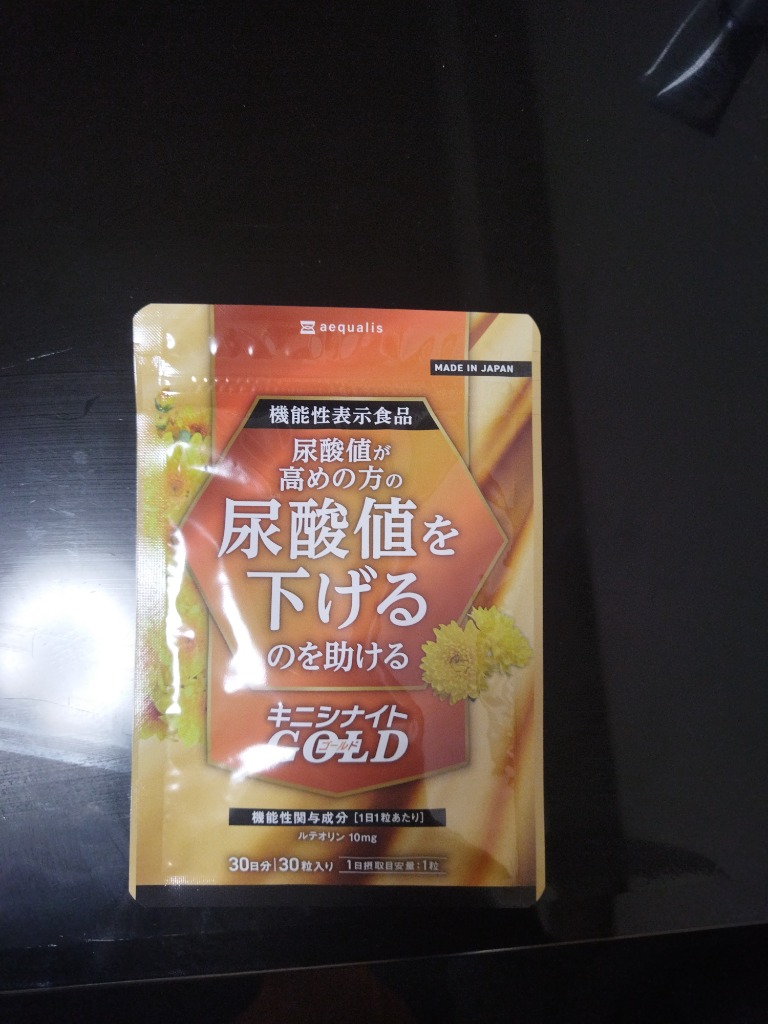 aequalis
MADE IN JAPAN
機能性表示食品
尿酸値が
高めの方の
尿酸値を
下げる
のを助ける
キニシナイト
GOLD
ゴールド
機能性関与成分 [1日1粒あたり]
ルテオリン 10mg
30日分|30粒入り 1日摂取目安量:1粒